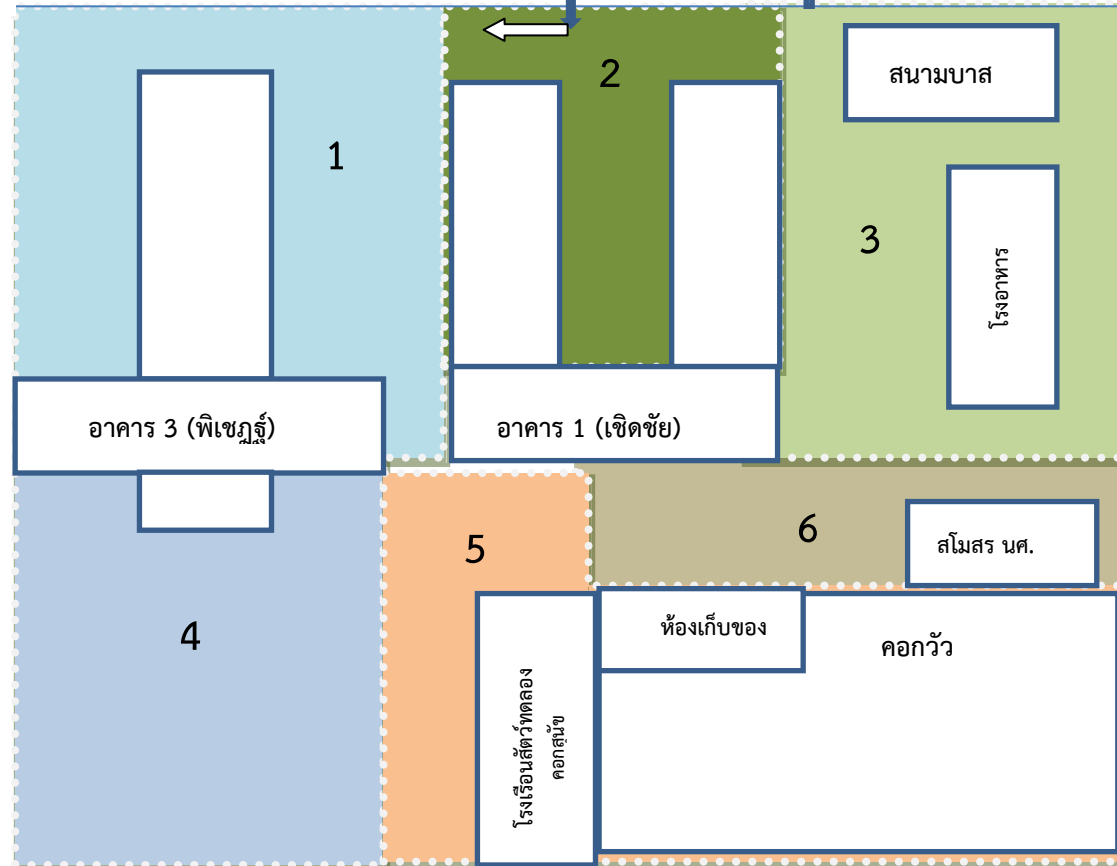 2
สนามบาส
1
3
โรงอาหาร
อาคาร 3 (พิเชฎฐ์)
อาคาร 1 (เชิดชัย)
6
5
สโมสร นศ.
4
ห้องเก็บของ
คอกวัว
โรงเรือนสัตว์ทดลอง
คอกสุนัข